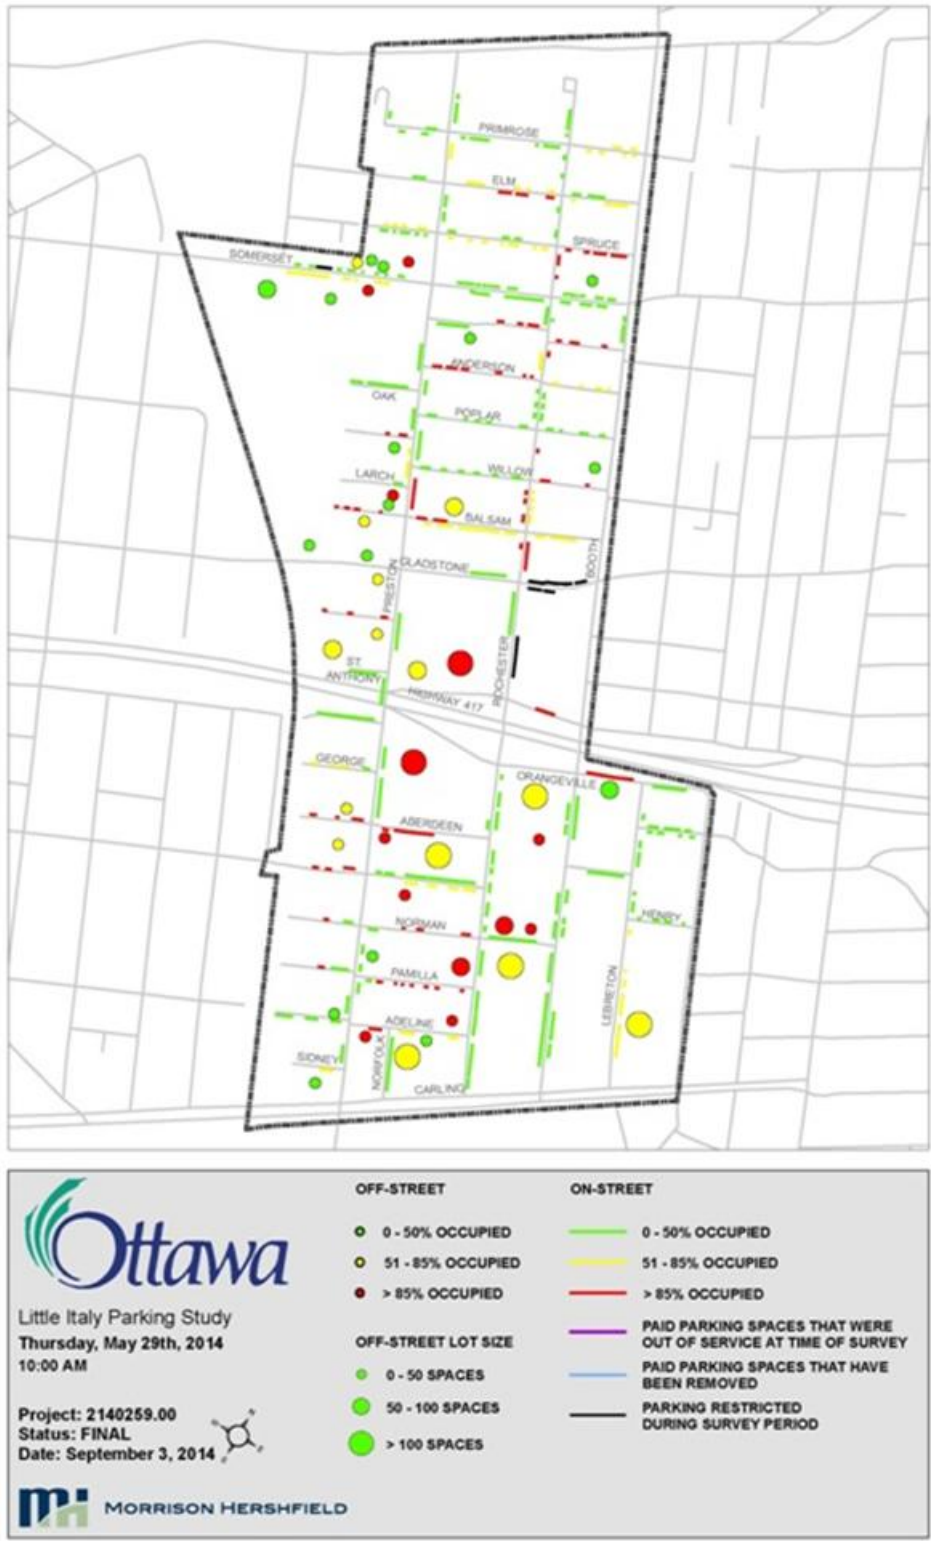 PRIMROSE
ELM
SPRUCE
SOMERSET
ANDERSON
OAK
POPLAR
WILLOW
LARCH
BALSAM
BOOTH
GLADSTONE
PRESTON
ROCHESTER
ST.
ANTHONY
HIGHWAY 417
GEORGE
ORANGEVILLE
ABERDEEN
HENRY
NORMAN
PAMILLA
LEBRETON
ADELINE
SIDNEY
NORFOLK
CARLING
Ottawa
Little Italy Parking Study
Thursday, May 29th, 2014
10:00 AM
Project: 2140259.00
Status: FINAL
Date: September 3, 2014
mh MORRISON HERSHFIELD
OFF-STREET
0 - 50% OCCUPIED
51 - 85% OCCUPIED
> 85% OCCUPIED
OFF-STREET LOT SIZE
0 - 50 SPACES
50 - 100 SPACES
> 100 SPACES
ON-STREET
0 - 50% OCCUPIED
51 - 85% OCCUPIED
> 85% OCCUPIED
PAID PARKING SPACES THAT WERE
OUT OF SERVICE AT TIME OF SURVEY
PAID PARKING SPACES THAT HAVE
BEEN REMOVED
PARKING RESTRICTED
DURING SURVEY PERIOD